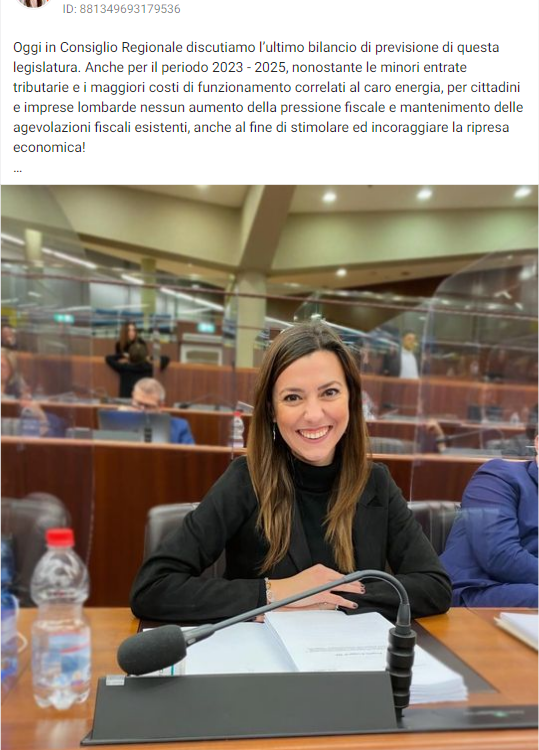 ID: 881349693179536
Oggi in Consiglio Regionale discutiamo l'ultimo bilancio di previsione di questa
legislatura. Anche per il periodo 2023 - 2025, nonostante le minori entrate
tributarie e i maggiori costi di funzionamento correlati al caro energia, per cittadini
e imprese lombarde nessun aumento della pressione fiscale e mantenimento delle
agevolazioni fiscali esistenti, anche al fine di stimolare ed incoraggiare la ripresa
economica!
...